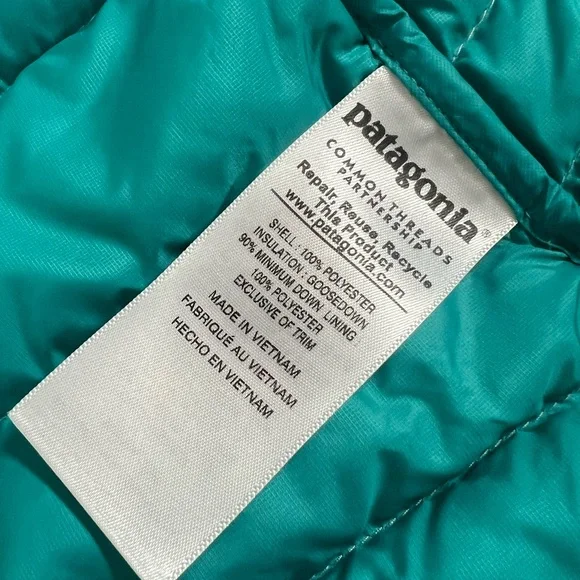 patagonia®
COMMON THREADS
PARTNERSHIP
Repair, Reuse, Recycle
This Product
www.patagonia.com
SHELL: 100% POLYESTER
INSULATION: GOOSEDOWN
90% MINIMUM DOWN LINING
100% POLYESTER
EXCLUSIVE OF TRIM
MADE IN VIETNAM
FABRIQUÉ AU VIETNAM
HECHO EN VIETNAM